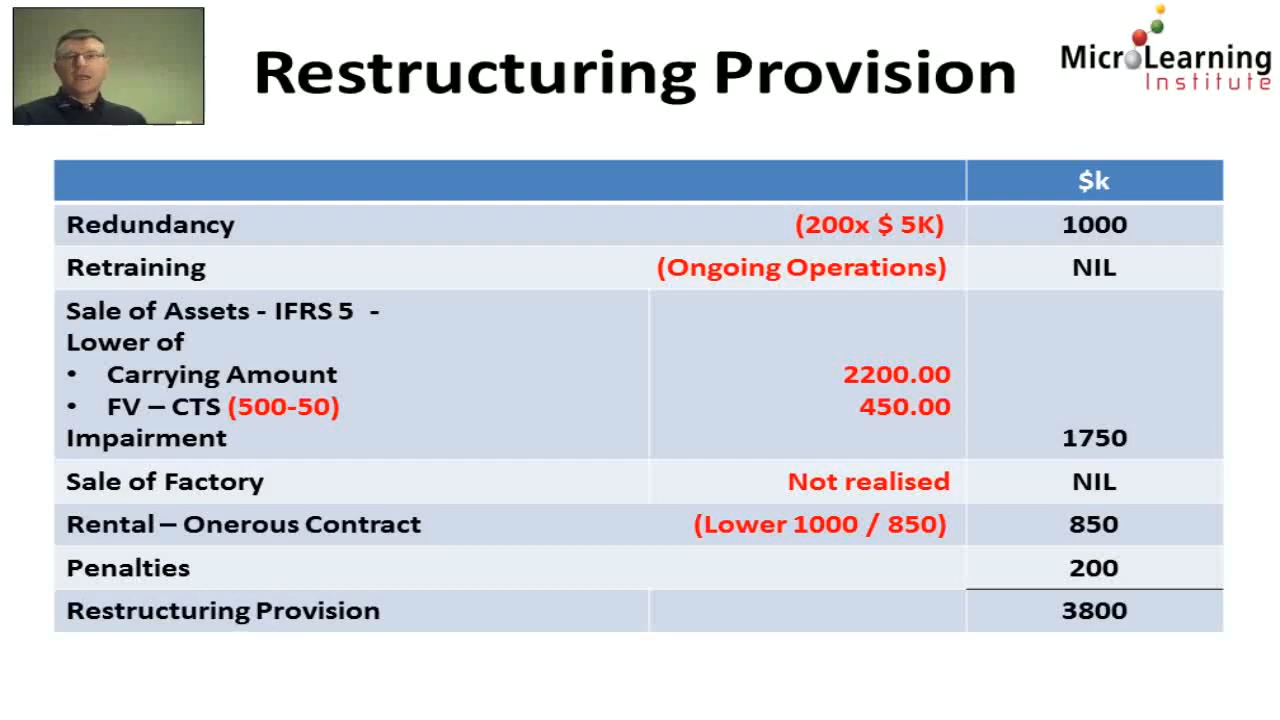 Restructuring Provision
MicroLearning
Institute
$k
Redundancy (200x $ 5K) 1000
Retraining (Ongoing Operations) NIL
Sale of Assets - IFRS 5 -
Lower of
• Carrying Amount 2200.00
• FV – CTS (500-50) 450.00
Impairment 1750
Sale of Factory Not realised NIL
Rental – Onerous Contract (Lower 1000 / 850) 850
Penalties 200
Restructuring Provision 3800